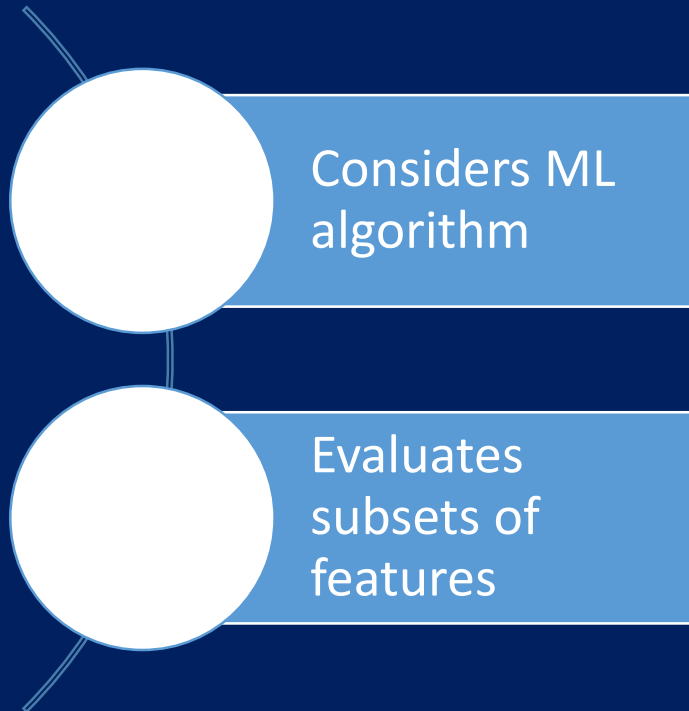 Considers ML
algorithm
Evaluates
subsets of
features